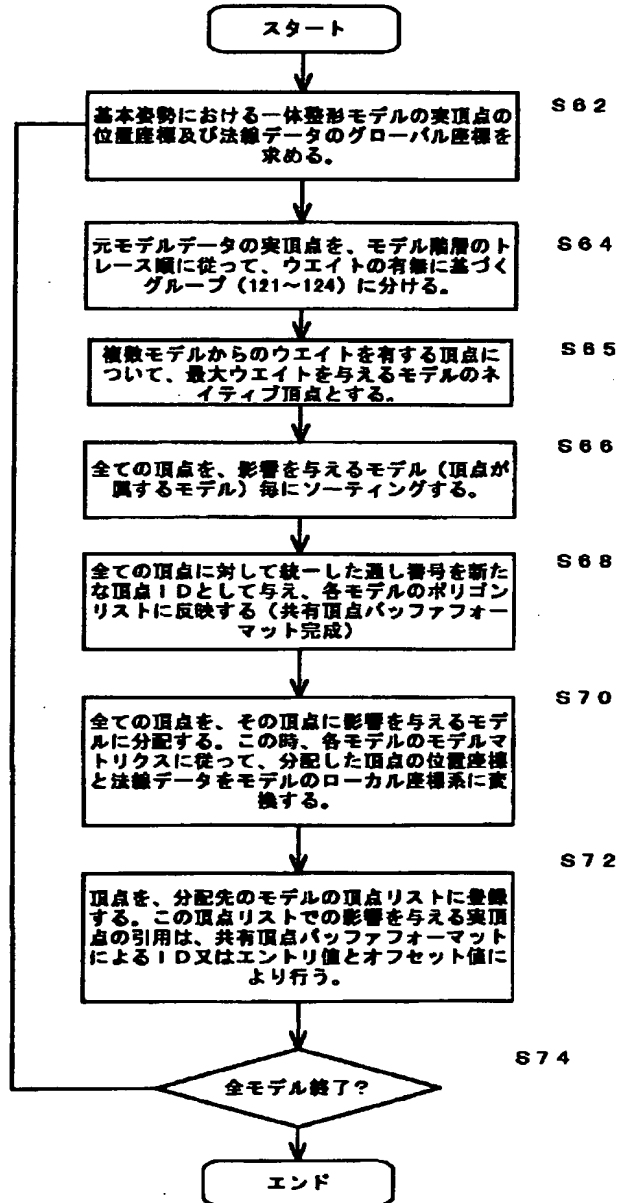 スタート
S62
基本姿勢における一体整形モデルの実頂点の
位置座標及び法線データのグローバル座標を
求める。
S64
元モデルデータの実頂点を、モデル階層のト
レース順に従って、ウエイトの有無に基づく
グループ（121～124）に分ける。
S65
複数モデルからのウエイトを有する頂点に
ついて、最大ウエイトを与えるモデルのネ
イティブ頂点とする。
S66
全ての頂点を、影響を与えるモデル（頂点が
属するモデル）毎にソーティングする。
S68
全ての頂点に対して統一した通し番号を新た
な頂点IDとして与え、各モデルのポリゴン
リストに反映する（共有頂点バッファフォー
マット完成）
S70
全ての頂点を、その頂点に影響を与えるモデ
ルに分配する。この時、各モデルのモデルマ
トリクスに従って、分配した頂点の位置座標
と法線データをモデルのローカル座標系に変
換する。
S72
頂点を、分配先のモデルの頂点リストに登録
する。この頂点リストでの影響を与える実頂
点の引用は、共有頂点バッファフォーマット
によるID又はエントリ値とオフセット値に
より行う。
S74
全モデル終了？
エンド